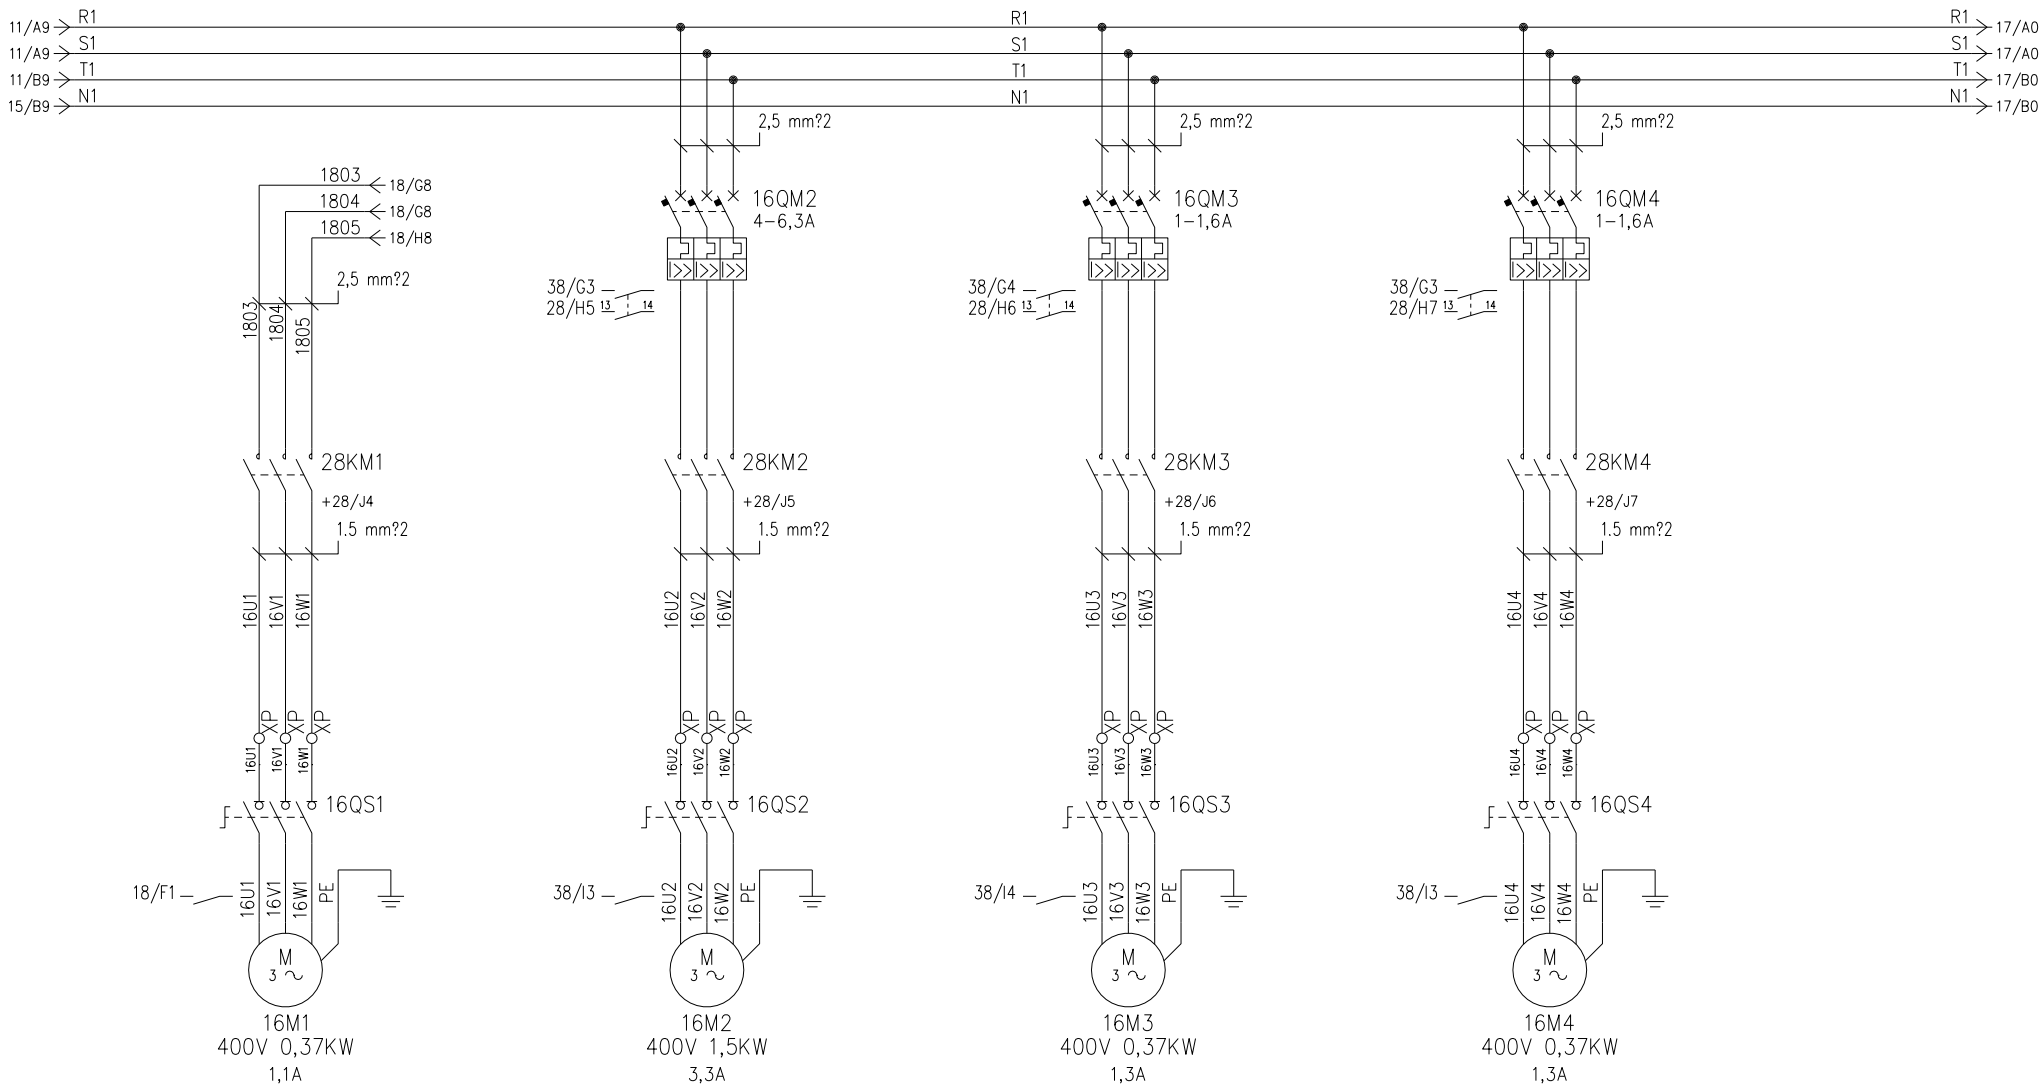 11/A9 R1 R1 R1 17/A0
11/A9 S1 S1 S1 17/A0
11/B9 T1 T1 T1 17/B0
15/B9 N1 N1 N1 17/B0
2,5 mm?2 2,5 mm?2 2,5 mm?2
1803 18/G8
1804 18/G8
1805 18/H8
16QM2 16QM3 16QM4
4-6,3A 1-1,6A 1-1,6A
2,5 mm?2
38/G3 38/G4 38/G3
28/H5 13 14 28/H6 13 14 28/H7 13 14
1803 1804 1805
28KM1 28KM2 28KM3 28KM4
+28/J4 +28/J5 +28/J6 +28/J7
1.5 mm?2 1.5 mm?2 1.5 mm?2 1.5 mm?2
16U1 16V1 16W1 16U2 16V2 16W2 16U3 16V3 16W3 16U4 16V4 16W4
XP XP XP XP XP XP XP XP XP XP XP XP
16U1 16V1 16W1 16U2 16V2 16W2 16U3 16V3 16W3 16U4 16V4 16W4
16QS1 16QS2 16QS3 16QS4
18/F1 16U1 16V1 16W1 PE 38/I3 16U2 16V2 16W2 PE 38/I4 16U3 16V3 16W3 PE 38/I3 16U4 16V4 16W4 PE
M M M M
3 ~ 3 ~ 3 ~ 3 ~
16M1 16M2 16M3 16M4
400V 0,37KW 400V 1,5KW 400V 0,37KW 400V 0,37KW
1,1A 3,3A 1,3A 1,3A